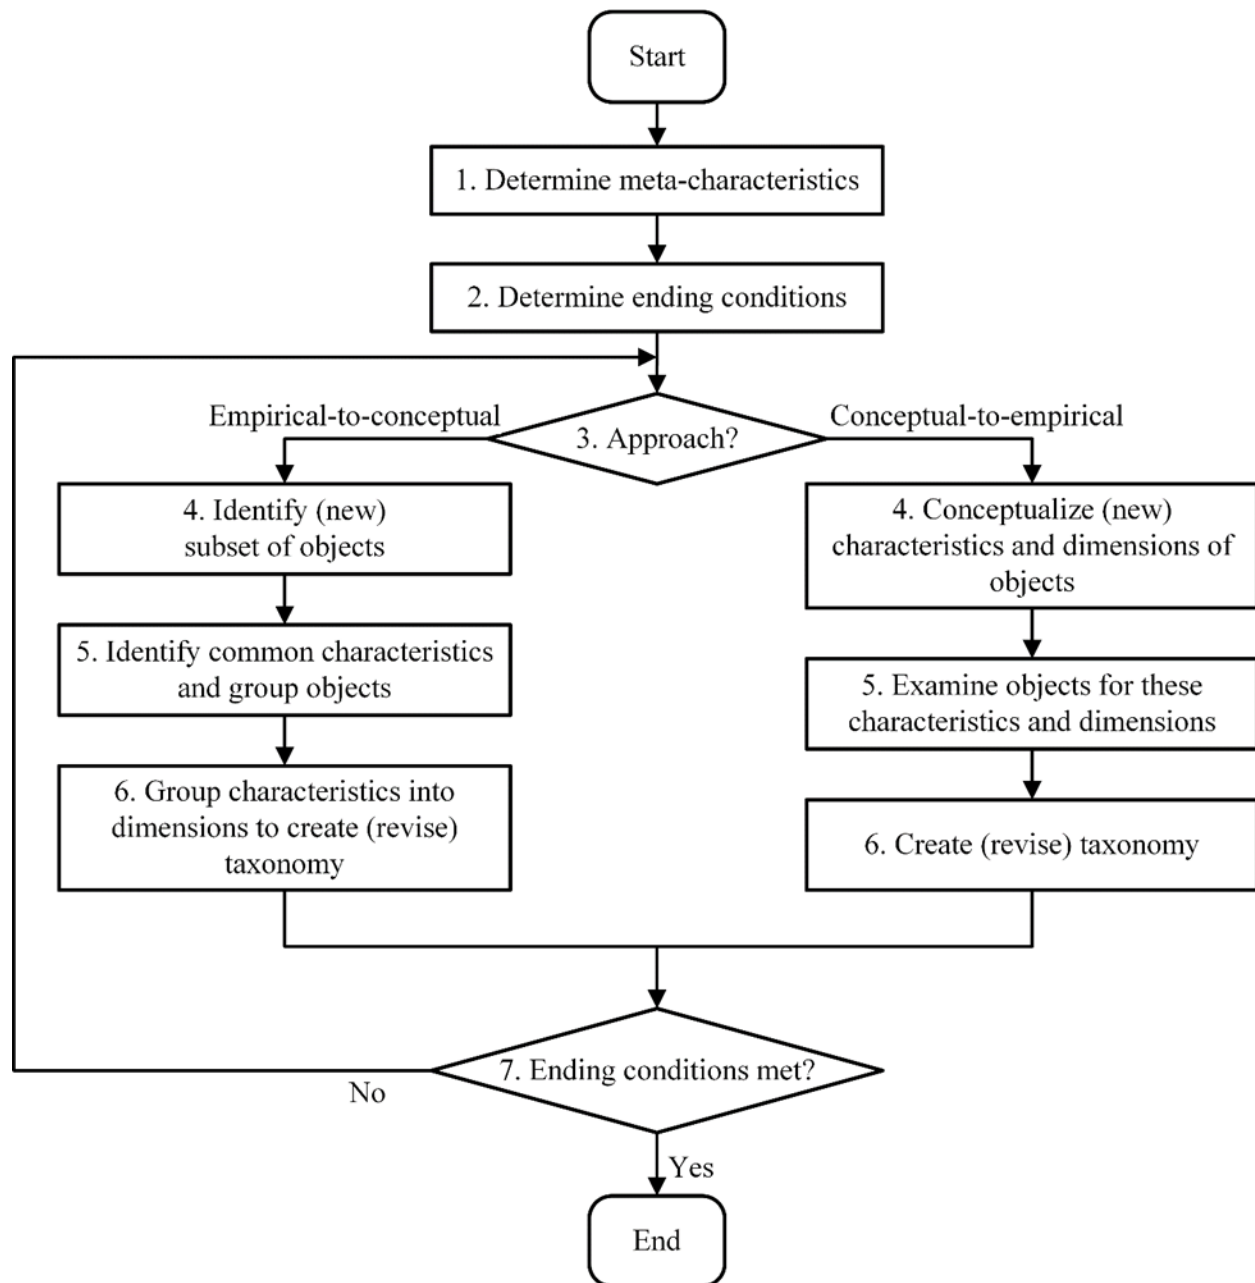 Start
1. Determine meta-characteristics
2. Determine ending conditions
3. Approach?
Empirical-to-conceptual
4. Identify (new)
subset of objects
5. Identify common characteristics
and group objects
6. Group characteristics into
dimensions to create (revise)
taxonomy
Conceptual-to-empirical
4. Conceptualize (new)
characteristics and dimensions of
objects
5. Examine objects for these
characteristics and dimensions
6. Create (revise) taxonomy
7. Ending conditions met?
No
Yes
End